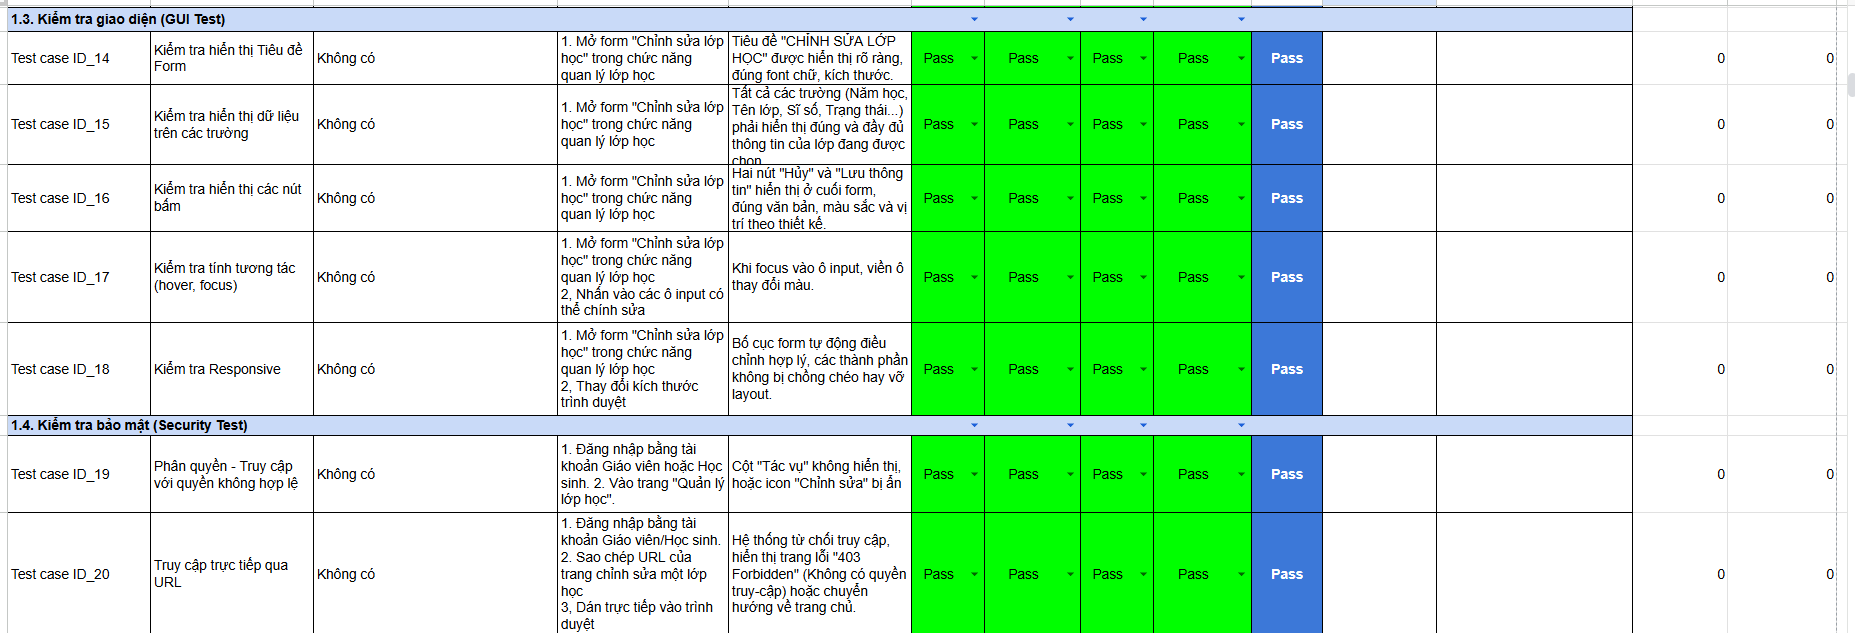 1.3. Kiểm tra giao diện (GUI Test)
Test case ID_14
Kiểm tra hiển thị Tiêu đề
Form
Không có
1. Mở form "Chỉnh sửa lớp
học" trong chức năng
quan lý lớp học
Tiêu đề "CHỈNH SỬA LỚP
HỌC" được hiển thị rõ ràng,
đúng font chữ, kích thước.
Pass
Pass
Pass
Pass
Pass
0
0
Test case ID_15
Kiểm tra hiển thị dữ liệu
trên các trường
Không có
1. Mở form "Chỉnh sửa lớp
học" trong chức năng
quan lý lớp học
Tất cả các trường (Năm học,
Tên lớp, Sĩ số, Trạng thái...)
phải hiển thị đúng và đầy đủ
thông tin của lớp đang được
chọn
Pass
Pass
Pass
Pass
Pass
0
0
Test case ID_16
Kiểm tra hiển thị các nút
bấm
Không có
1. Mở form "Chỉnh sửa lớp
học" trong chức năng
quan lý lớp học
Hai nút "Hủy" và "Lưu thông
tin" hiển thị ở cuối form,
đúng văn bản, màu sắc và vị
trí theo thiết kế.
Pass
Pass
Pass
Pass
Pass
0
0
Test case ID_17
Kiểm tra tính tương tác
(hover, focus)
Không có
1. Mở form "Chỉnh sửa lớp
học" trong chức năng
quan lý lớp học
2, Nhấn vào các ô input có
thể chính sửa
Khi focus vào ô input, viền ô
thay đổi màu.
Pass
Pass
Pass
Pass
Pass
0
0
Test case ID_18
Kiểm tra Responsive
Không có
1. Mở form "Chỉnh sửa lớp
học" trong chức năng
quan lý lớp học
2, Thay đổi kích thước
trình duyệt
Bố cục form tự động điều
chỉnh hợp lý, các thành phần
không bị chồng chéo hay vỡ
layout.
Pass
Pass
Pass
Pass
Pass
0
0
1.4. Kiểm tra bảo mật (Security Test)
Test case ID_19
Phân quyền - Truy cập
với quyền không hợp lệ
Không có
1. Đăng nhập bằng tài
khoản Giáo viên hoặc Học
sinh. 2. Vào trang "Quản lý
lớp học".
Cột "Tác vụ" không hiển thị,
hoặc icon "Chỉnh sửa" bị ẩn
Pass
Pass
Pass
Pass
Pass
0
0
Test case ID_20
Truy cập trực tiếp qua
URL
Không có
1. Đăng nhập bằng tài
khoản Giáo viên/Học sinh.
2. Sao chép URL của
trang chỉnh sửa một lớp
học
3, Dán trực tiếp vào trình
duyệt
Hệ thống từ chối truy cập,
hiển thị trang lỗi "403
Forbidden" (Không có quyền
truy-cập) hoặc chuyển
hướng về trang chủ.
Pass
Pass
Pass
Pass
Pass
0
0